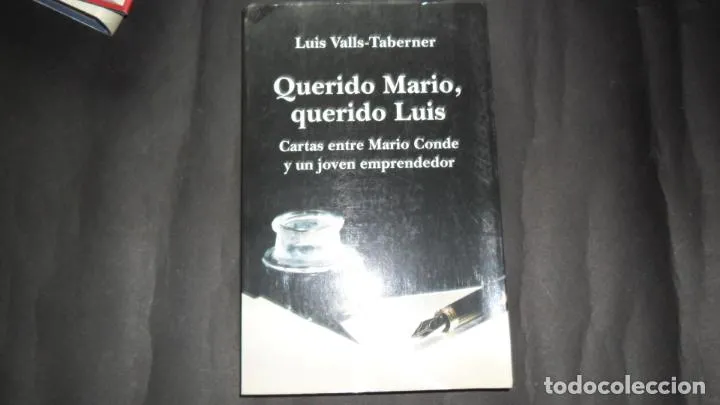 Luis Valls-Taberner
Querido Mario,
querido Luis
Cartas entre Mario Conde
y un joven emprendedor
todocoleccion